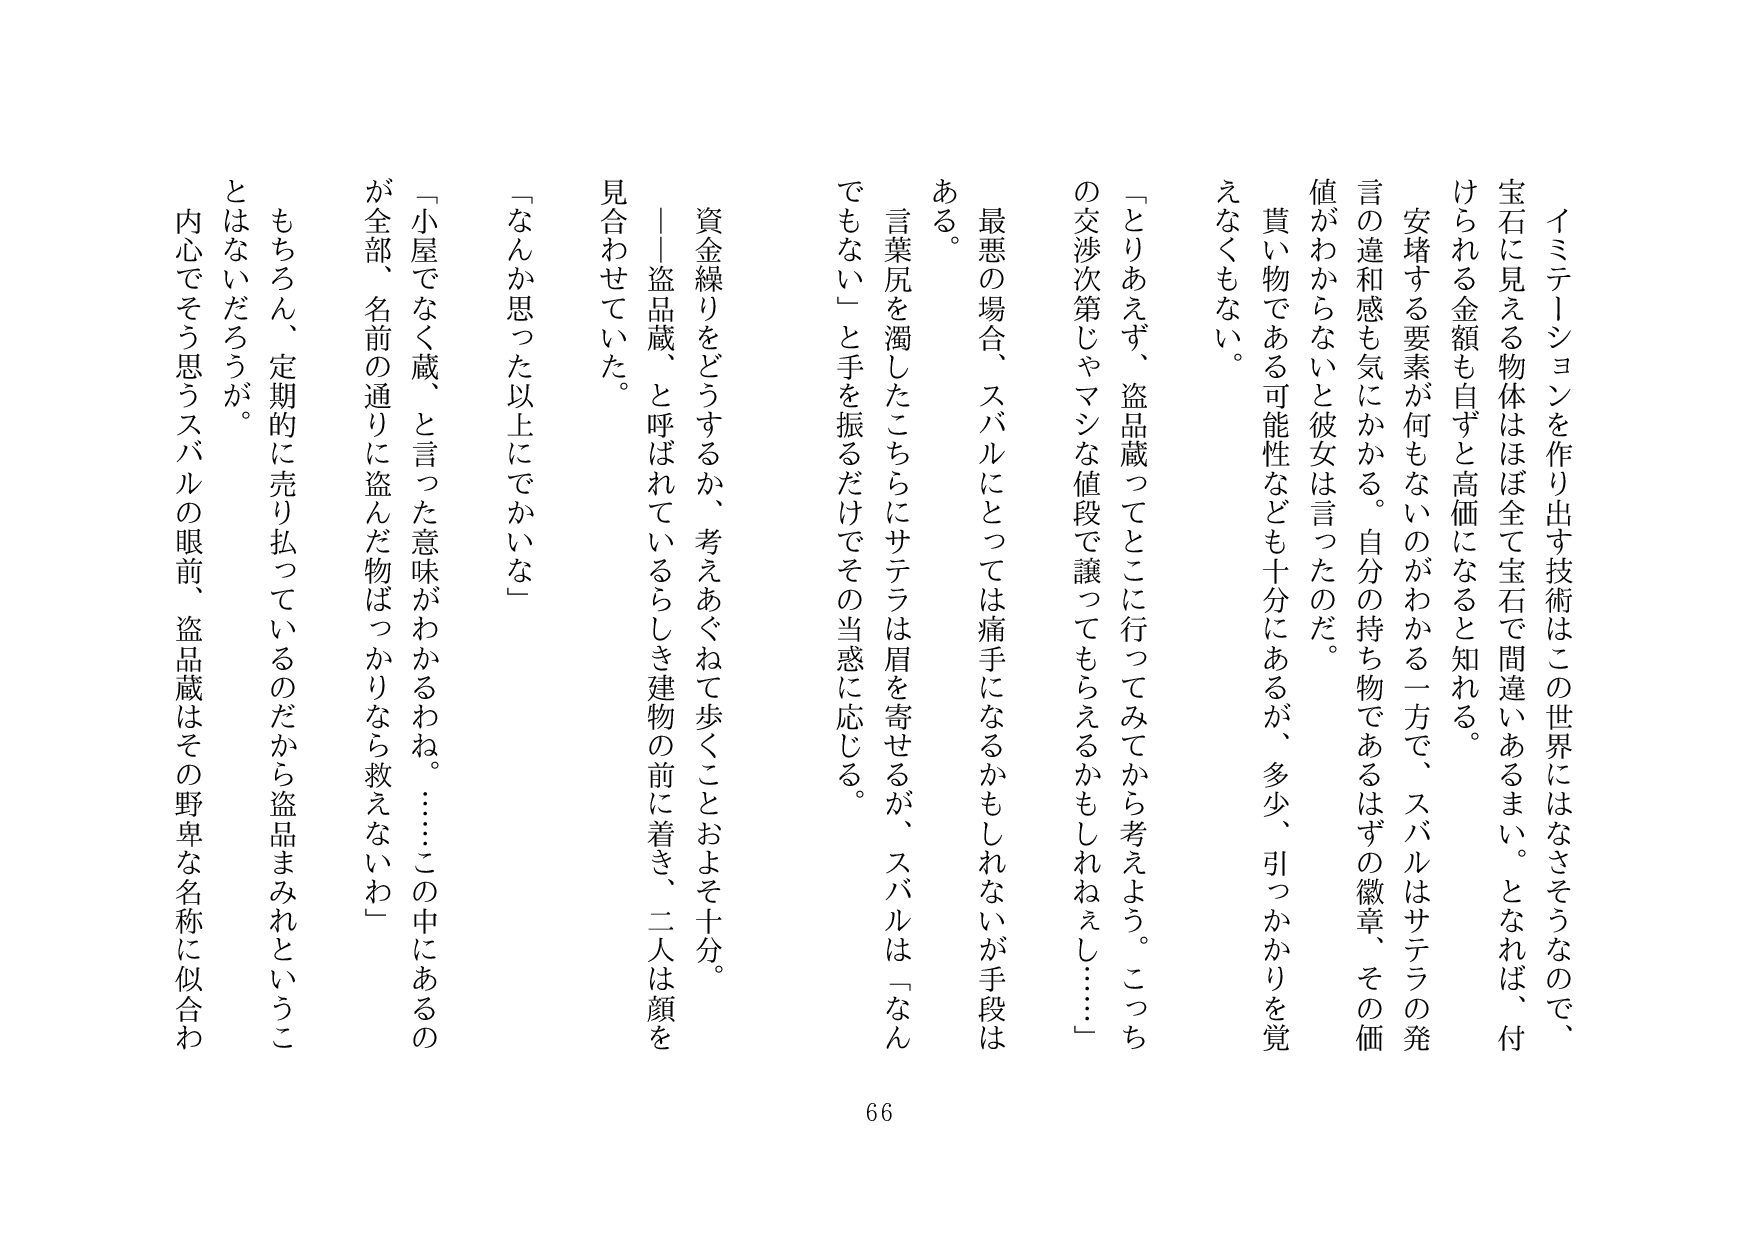 イミテーションを作り出す技術はこの世界にはなさそうなので、
宝石に見える物体はほぼ全て宝石で間違いあるまい。となれば、付
けられる金額も自ずと高価になると知れる。
　安堵する要素が何もないのがわかる一方で、スバルはサテラの発
言の違和感も気にかかる。自分の持ち物であるはずの徽章、その価
値がわからないと彼女は言ったのだ。
　貰い物である可能性なども十分にあるが、多少、引っかかりを覚
えなくもない。
「とりあえず、盗品蔵ってとこに行ってみてから考えよう。こっち
の交渉次第じゃマシな値段で譲ってもらえるかもしれねぇし……」
　最悪の場合、スバルにとっては痛手になるかもしれないが手段は
ある。
　言葉尻を濁したこちらにサテラは眉を寄せるが、スバルは「なん
でもない」と手を振るだけでその当惑に応じる。
　資金繰りをどうするか、考えあぐねて歩くことおよそ十分。
　――盗品蔵、と呼ばれているらしき建物の前に着き、二人は顔を
見合わせていた。
「なんか思った以上にでかいな」
「小屋でなく蔵、と言った意味がわかるわね。……この中にあるの
が全部、名前の通りに盗んだ物ばっかりなら救えないわ」
　もちろん、定期的に売り払っているのだから盗品まみれというこ
とはないだろうが。
　内心でそう思うスバルの眼前、盗品蔵はその野卑な名称に似合わ
66